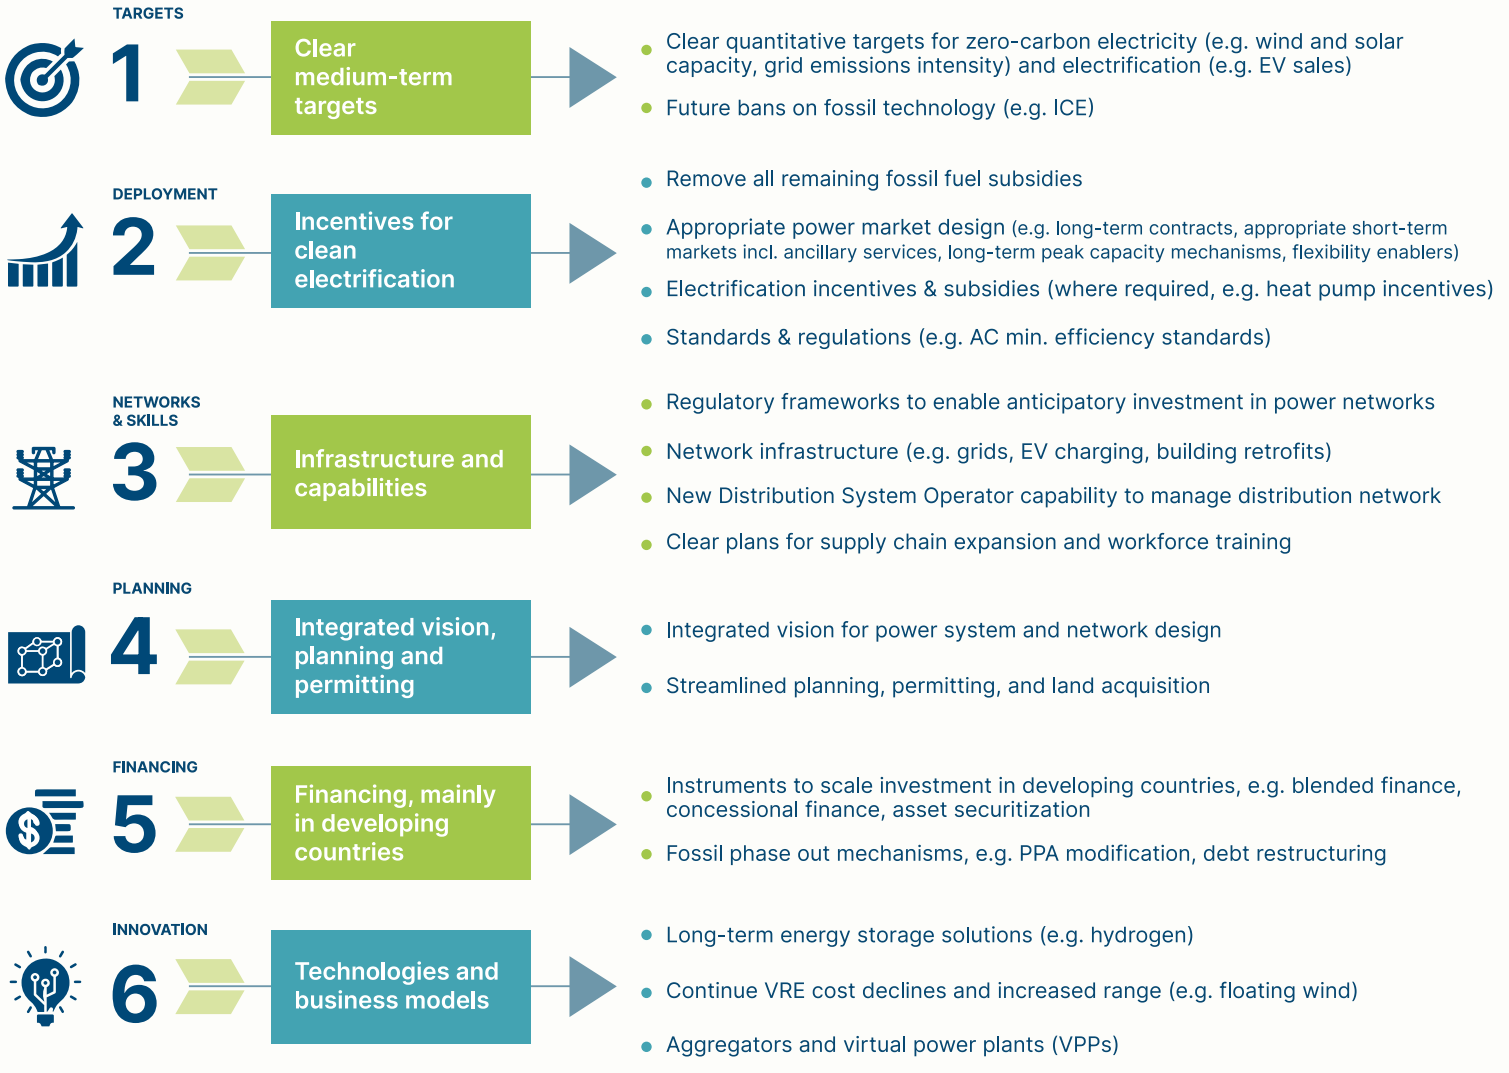 TARGETS
1
Clear
medium-term
targets
Clear quantitative targets for zero-carbon electricity (e.g. wind and solar
capacity, grid emissions intensity) and electrification (e.g. EV sales)
Future bans on fossil technology (e.g. ICE)
DEPLOYMENT
2
Incentives for
clean
electrification
Remove all remaining fossil fuel subsidies
Appropriate power market design (e.g. long-term contracts, appropriate short-term
markets incl. ancillary services, long-term peak capacity mechanisms, flexibility enablers)
Electrification incentives & subsidies (where required, e.g. heat pump incentives)
Standards & regulations (e.g. AC min. efficiency standards)
NETWORKS
& SKILLS
3
Infrastructure and
capabilities
Regulatory frameworks to enable anticipatory investment in power networks
Network infrastructure (e.g. grids, EV charging, building retrofits)
New Distribution System Operator capability to manage distribution network
Clear plans for supply chain expansion and workforce training
PLANNING
4
Integrated vision,
planning and
permitting
Integrated vision for power system and network design
Streamlined planning, permitting, and land acquisition
FINANCING
$
5
Financing, mainly
in developing
countries
Instruments to scale investment in developing countries, e.g. blended finance,
concessional finance, asset securitization
Fossil phase out mechanisms, e.g. PPA modification, debt restructuring
INNOVATION
6
Technologies and
business models
Long-term energy storage solutions (e.g. hydrogen)
Continue VRE cost declines and increased range (e.g. floating wind)
Aggregators and virtual power plants (VPPs)